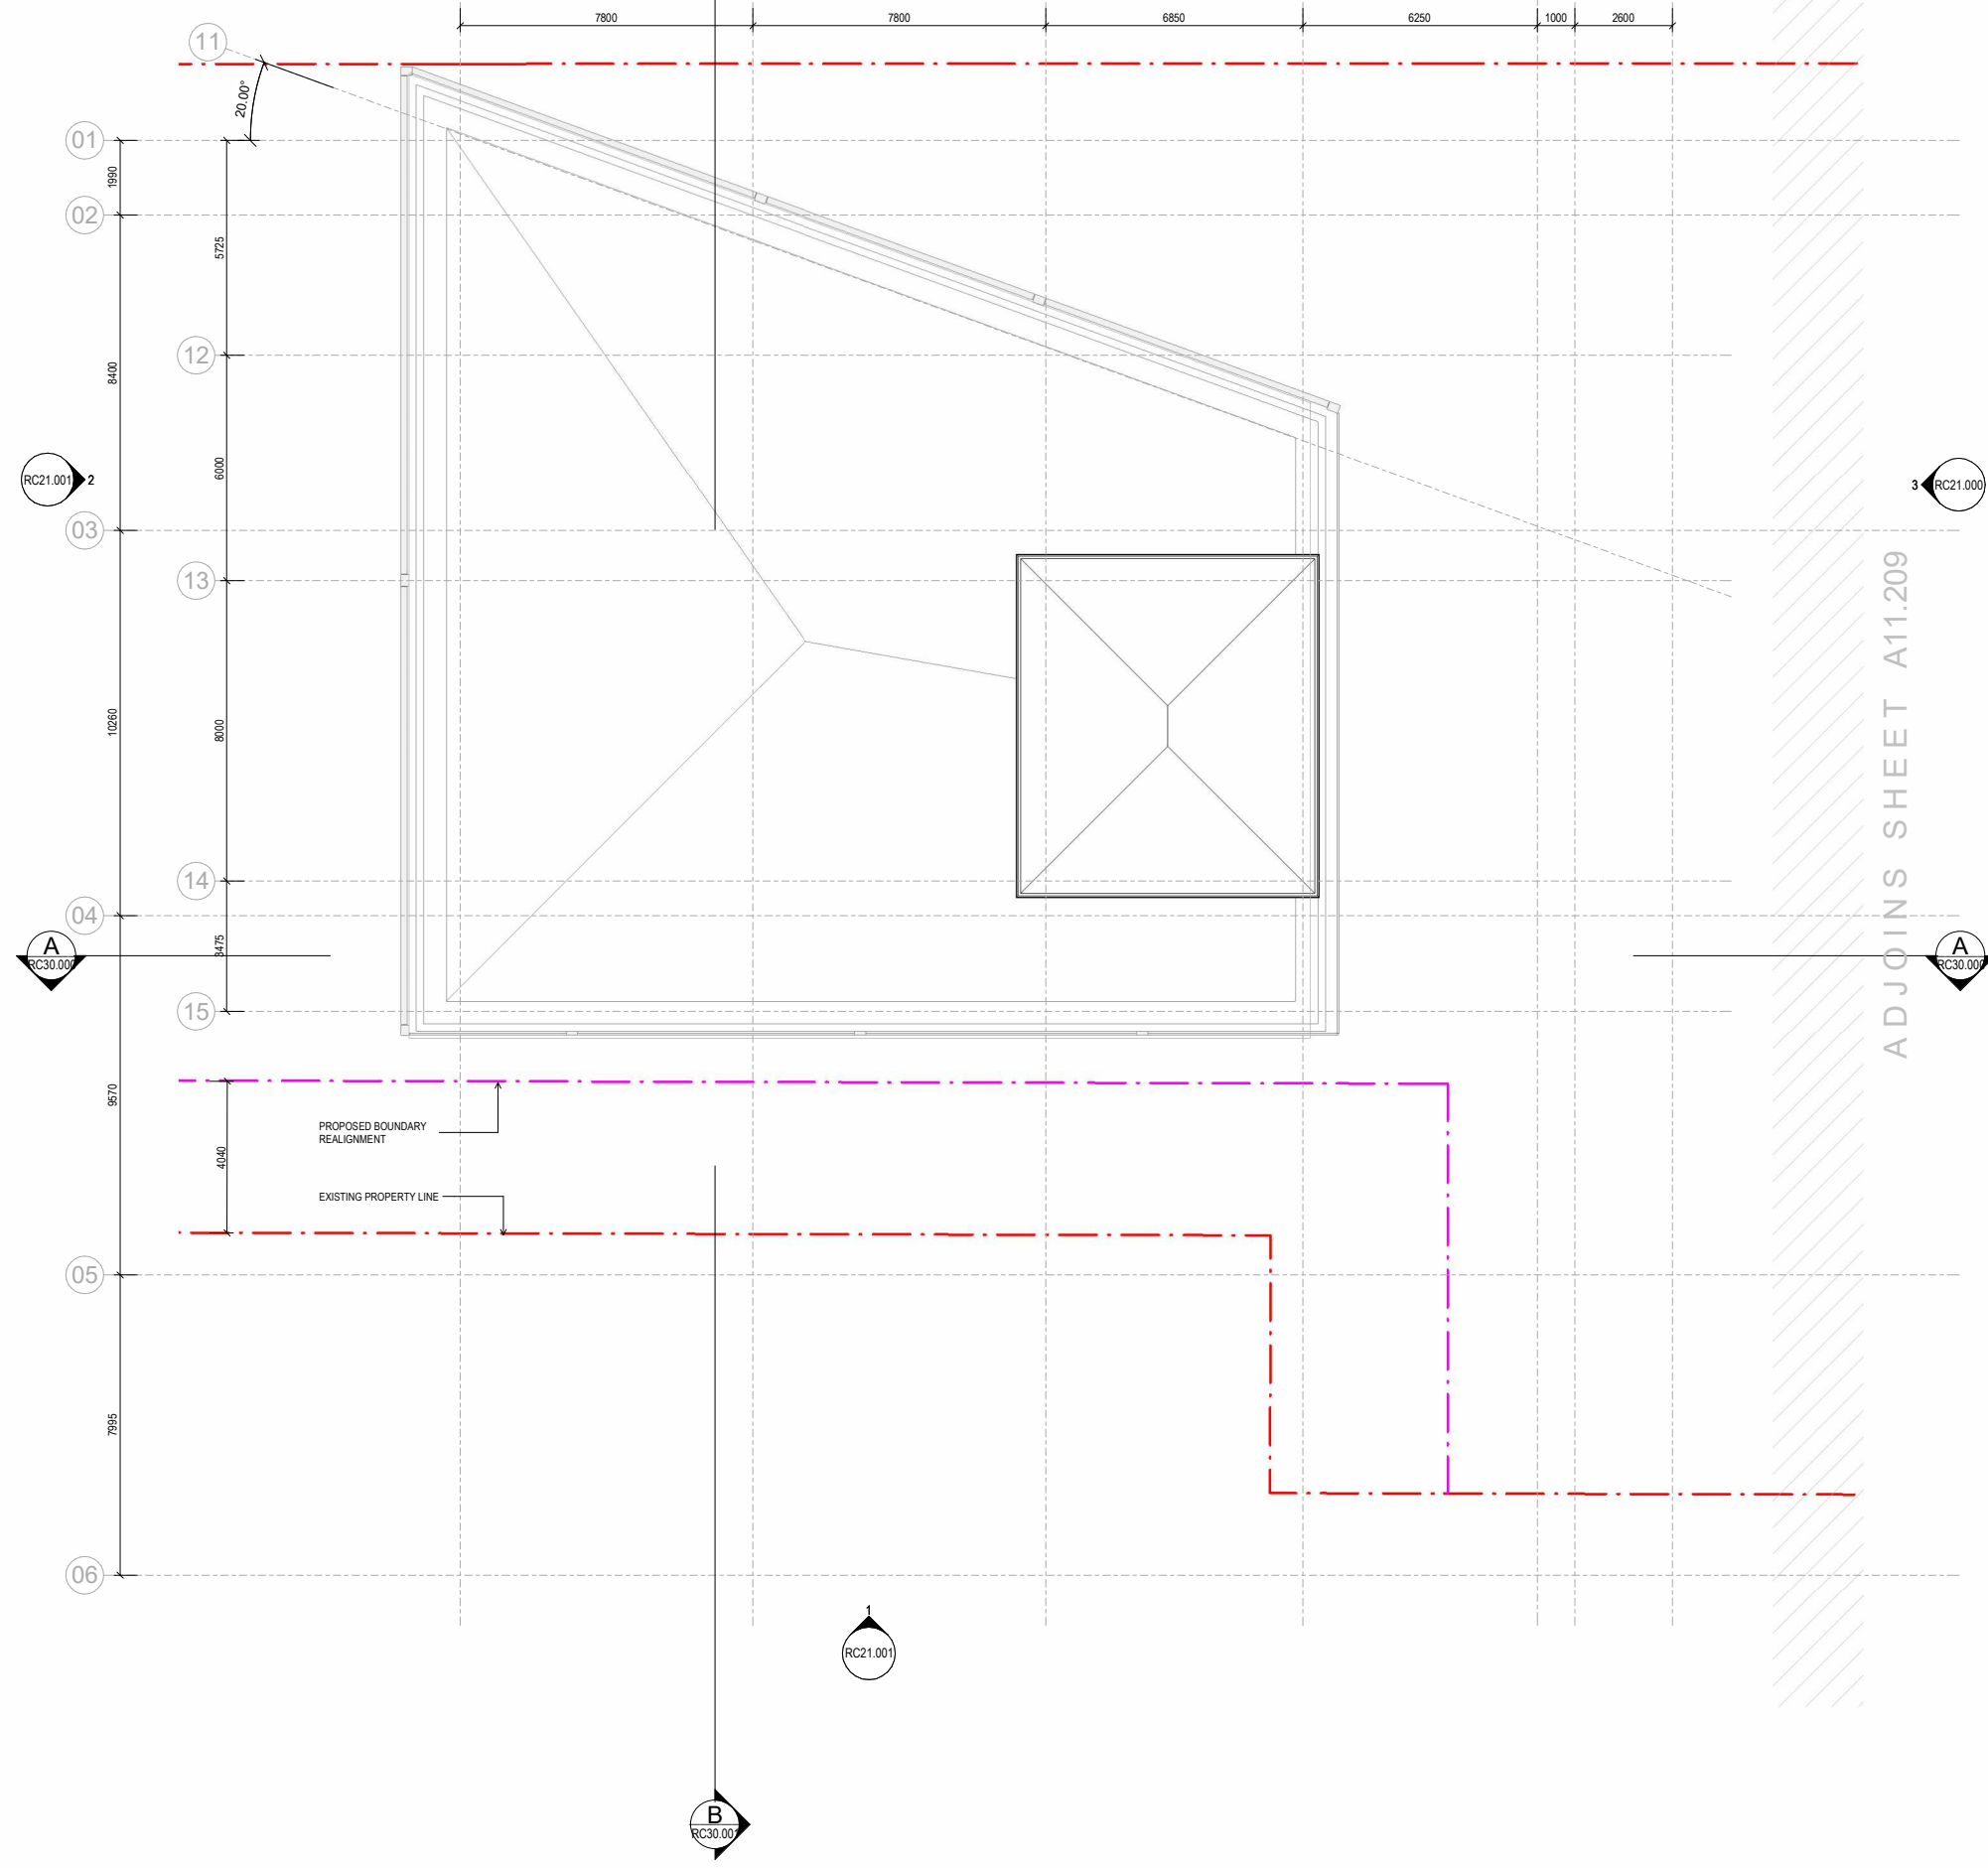 7800
7800
6850
6250
1000
2600
11
20.00°
01
1990
02
5725
12
8400
6000
RC21.001
2
3
RC21.000
03
13
ADJOINS SHEET A11.209
10260
8000
14
04
3475
A
RC30.000
A
RC30.000
15
9570
PROPOSED BOUNDARY
REALIGNMENT
4040
EXISTING PROPERTY LINE
05
7995
06
1
RC21.001
B
RC30.001